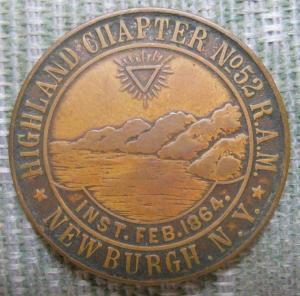 HIGHLAND CHAPTER No 52 R.A.M.
INST. FEB. 1864.
NEWBURGH. N.Y.